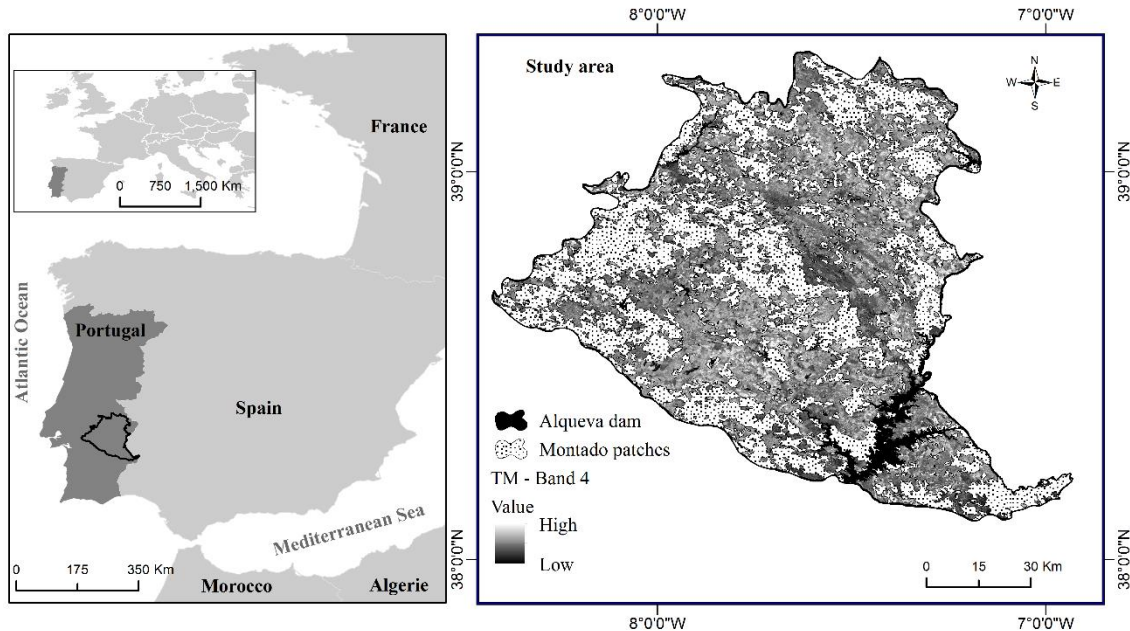 France
0 750 1,500 Km
Portugal
Atlantic Ocean
Spain
Mediterranean Sea
0 175 350 Km
Morocco
Algerie
8°0'0"W 7°0'0"W
Study area
N
W E
S
39°0'0"N 39°0'0"N
Alqueva dam
Montado patches
TM - Band 4
Value
High
Low
38°0'0"N 38°0'0"N
0 15 30 Km
8°0'0"W 7°0'0"W